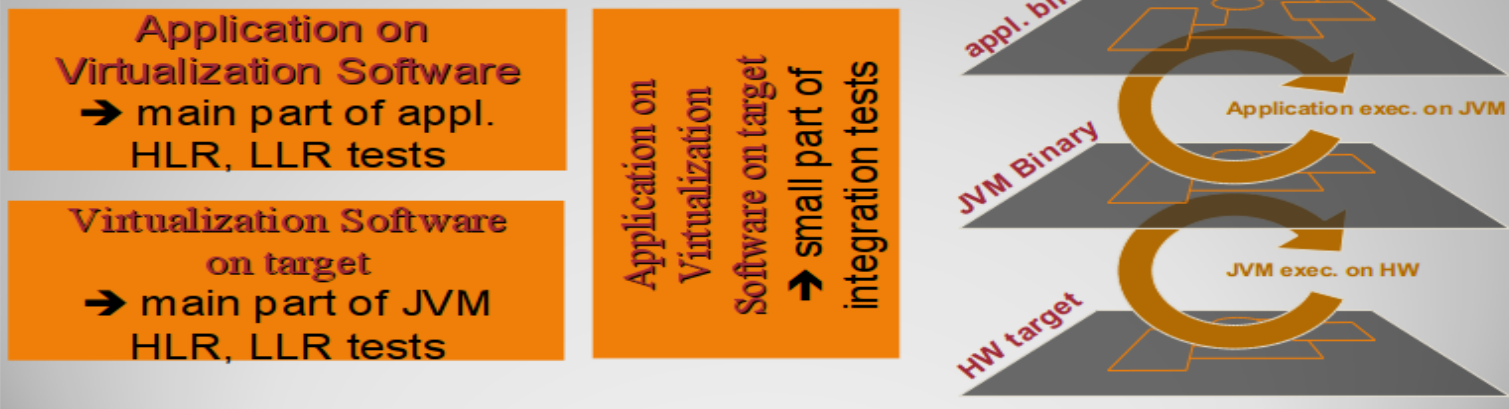 Application on
Virtualization Software
➔ main part of appl.
HLR, LLR tests
Virtualization Software
on target
➔ main part of JVM
HLR, LLR tests
Application on
Virtualization
Software on target
➔ small part of
integration tests
appl.
Application exec. on JVM
JVM Binary
JVM exec. on HW
HW target